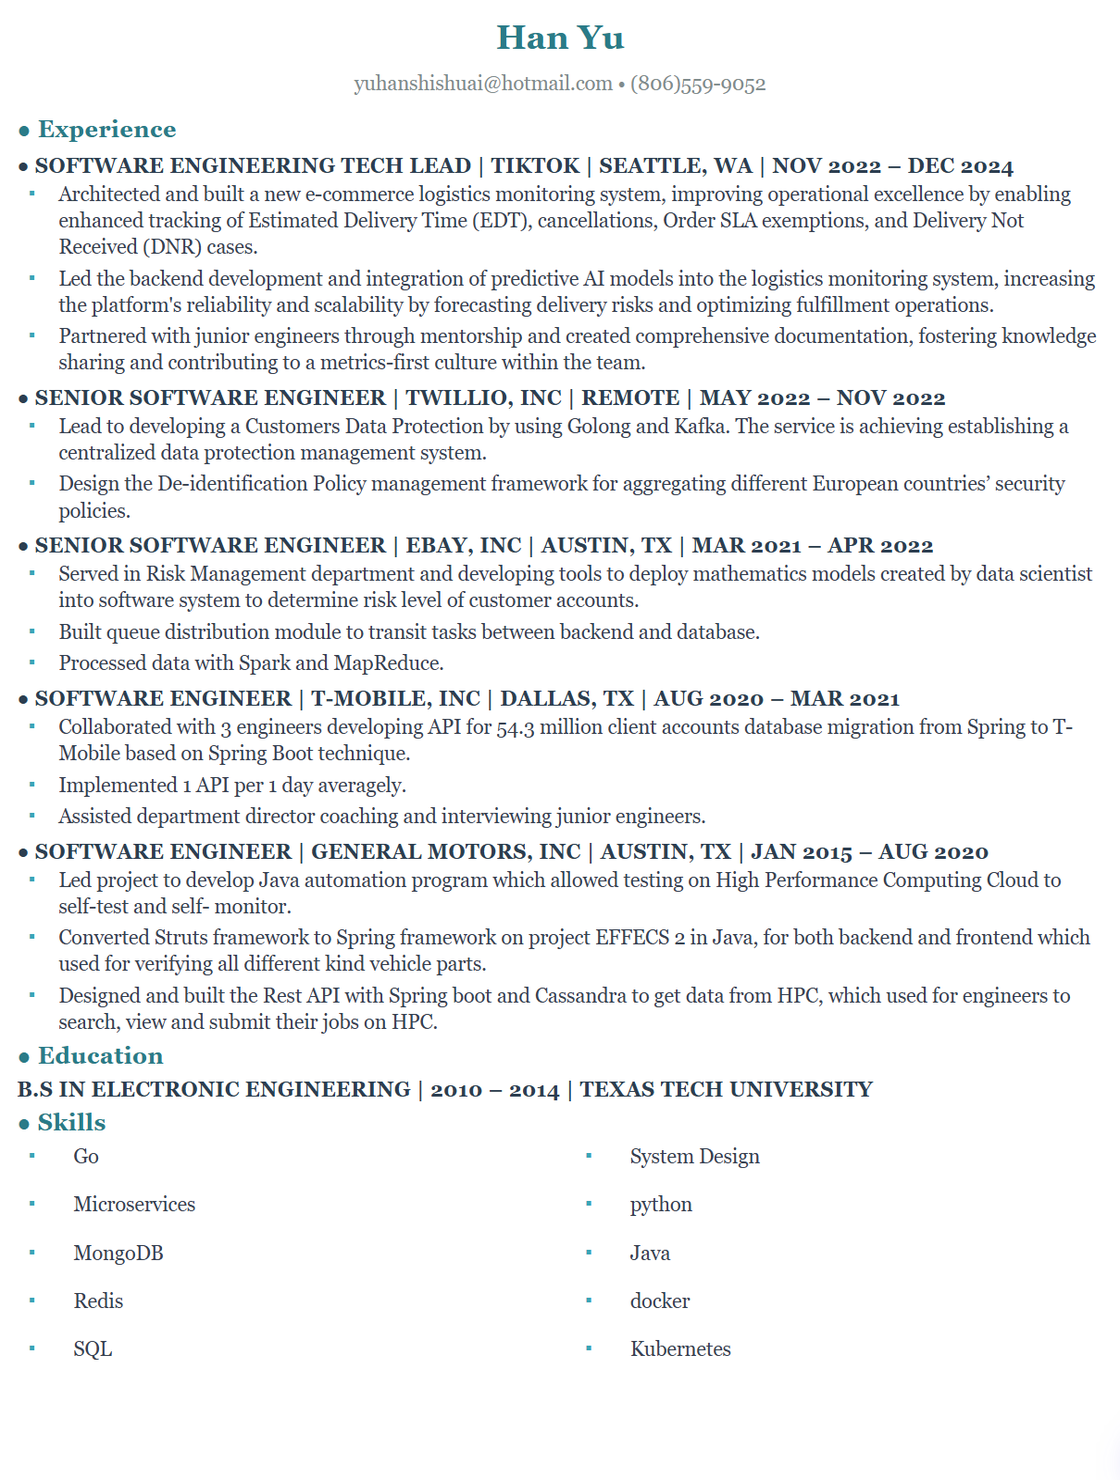 Han Yu
yuhanshishuai@hotmail.com • (806)559-9052
● Experience
● SOFTWARE ENGINEERING TECH LEAD | TIKTOK | SEATTLE, WA | NOV 2022 – DEC 2024
▪ Architected and built a new e-commerce logistics monitoring system, improving operational excellence by enabling
enhanced tracking of Estimated Delivery Time (EDT), cancellations, Order SLA exemptions, and Delivery Not
Received (DNR) cases.
▪ Led the backend development and integration of predictive AI models into the logistics monitoring system, increasing
the platform's reliability and scalability by forecasting delivery risks and optimizing fulfillment operations.
▪ Partnered with junior engineers through mentorship and created comprehensive documentation, fostering knowledge
sharing and contributing to a metrics-first culture within the team.
● SENIOR SOFTWARE ENGINEER | TWILLIO, INC | REMOTE | MAY 2022 – NOV 2022
▪ Lead to developing a Customers Data Protection by using Golong and Kafka. The service is achieving establishing a
centralized data protection management system.
▪ Design the De-identification Policy management framework for aggregating different European countries’ security
policies.
● SENIOR SOFTWARE ENGINEER | EBAY, INC | AUSTIN, TX | MAR 2021 – APR 2022
▪ Served in Risk Management department and developing tools to deploy mathematics models created by data scientist
into software system to determine risk level of customer accounts.
▪ Built queue distribution module to transit tasks between backend and database.
▪ Processed data with Spark and MapReduce.
● SOFTWARE ENGINEER | T-MOBILE, INC | DALLAS, TX | AUG 2020 – MAR 2021
▪ Collaborated with 3 engineers developing API for 54.3 million client accounts database migration from Spring to T-
Mobile based on Spring Boot technique.
▪ Implemented 1 API per 1 day averagely.
▪ Assisted department director coaching and interviewing junior engineers.
● SOFTWARE ENGINEER | GENERAL MOTORS, INC | AUSTIN, TX | JAN 2015 – AUG 2020
▪ Led project to develop Java automation program which allowed testing on High Performance Computing Cloud to
self-test and self- monitor.
▪ Converted Struts framework to Spring framework on project EFFECS 2 in Java, for both backend and frontend which
used for verifying all different kind vehicle parts.
▪ Designed and built the Rest API with Spring boot and Cassandra to get data from HPC, which used for engineers to
search, view and submit their jobs on HPC.
● Education
B.S IN ELECTRONIC ENGINEERING | 2010 – 2014 | TEXAS TECH UNIVERSITY
● Skills
▪ Go
▪ Microservices
▪ MongoDB
▪ Redis
▪ SQL
▪ System Design
▪ python
▪ Java
▪ docker
▪ Kubernetes